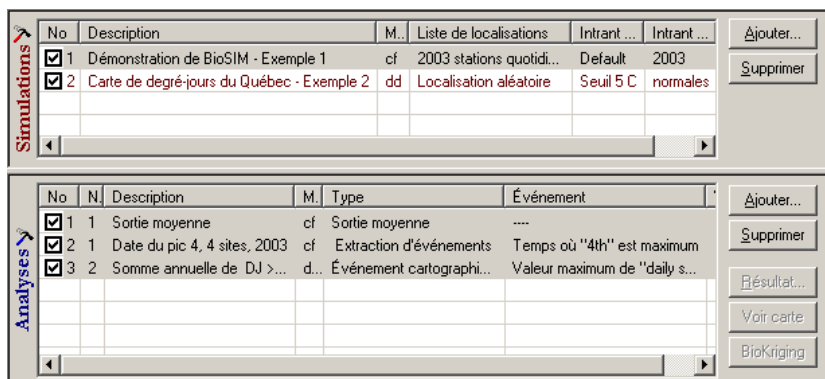 Simulations
No Description M.. Liste de localisations Intrant ... Intrant ...
1 Démonstration de BioSIM - Exemple 1 cf 2003 stations quotidi... Default 2003
2 Carte de degré-jours du Québec - Exemple 2 dd Localisation aléatoire Seuil 5 C normales
Ajouter...
Supprimer
Analyses
No N. Description M. Type Événement
1 1 Sortie moyenne cf Sortie moyenne ----
2 1 Date du pic 4, 4 sites, 2003 cf Extraction d'événements Temps où "4th" est maximum
3 2 Somme annuelle de DJ >... d... Événement cartographi... Valeur maximum de "daily s...
Ajouter...
Supprimer
Résultat...
Voir carte
BioKriging